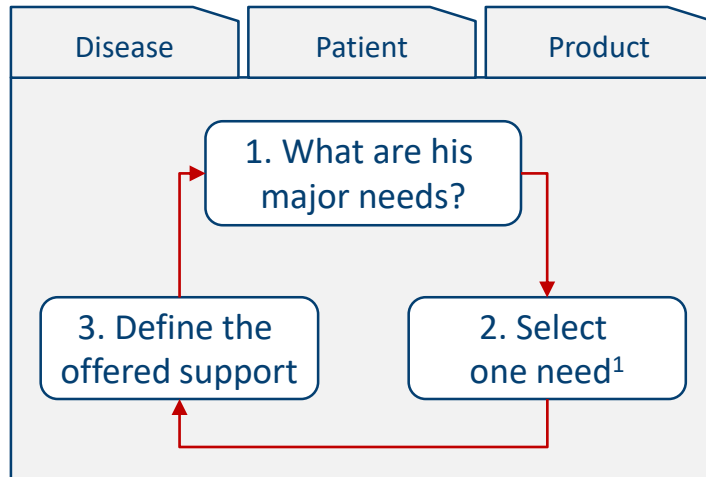 Disease
Patient
Product
1. What are his
major needs?
3. Define the
offered support
2. Select
one need¹